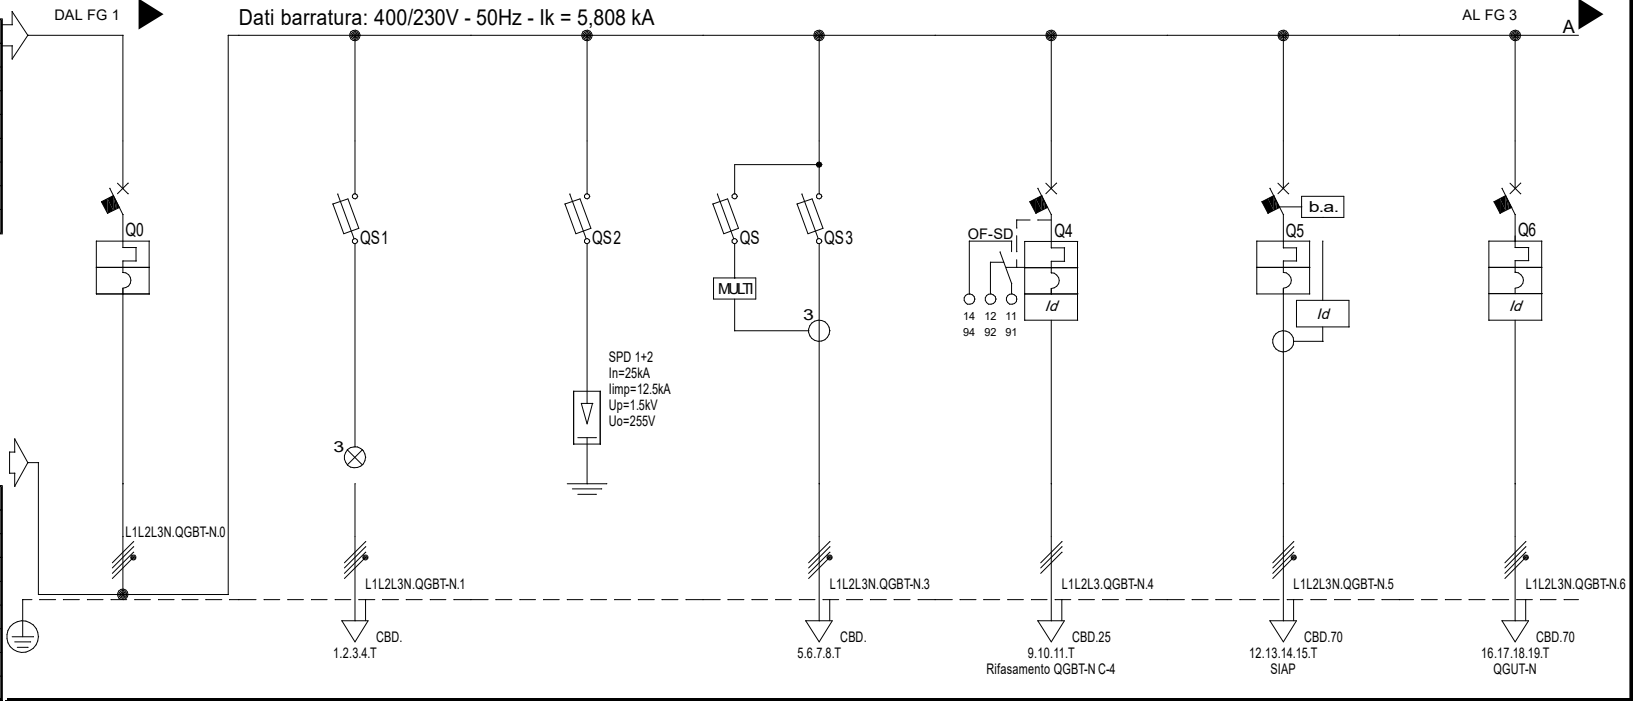 DAL FG 1
Dati barratura: 400/230V - 50Hz - Ik = 5,808 kA
AL FG 3
A
Q0
QS1
QS2
QS
QS3
OF-SD
Q4
b.a.
Q5
Q6
MULTI
14 12 11
94 92 91
Id
Id
Id
3
SPD 1+2
In=25kA
Iimp=12.5kA
Up=1.5kV
Uo=255V
3
L1L2L3N.QGBT-N.0
L1L2L3N.QGBT-N.1
L1L2L3N.QGBT-N.3
L1L2L3.QGBT-N.4
L1L2L3N.QGBT-N.5
L1L2L3N.QGBT-N.6
CBD.
1.2.3.4.T
CBD.
5.6.7.8.T
CBD.25
9.10.11.T
Rifasamento QGBT-N C-4
CBD.70
12.13.14.15.T
SIAP
CBD.70
16.17.18.19.T
QGUT-N